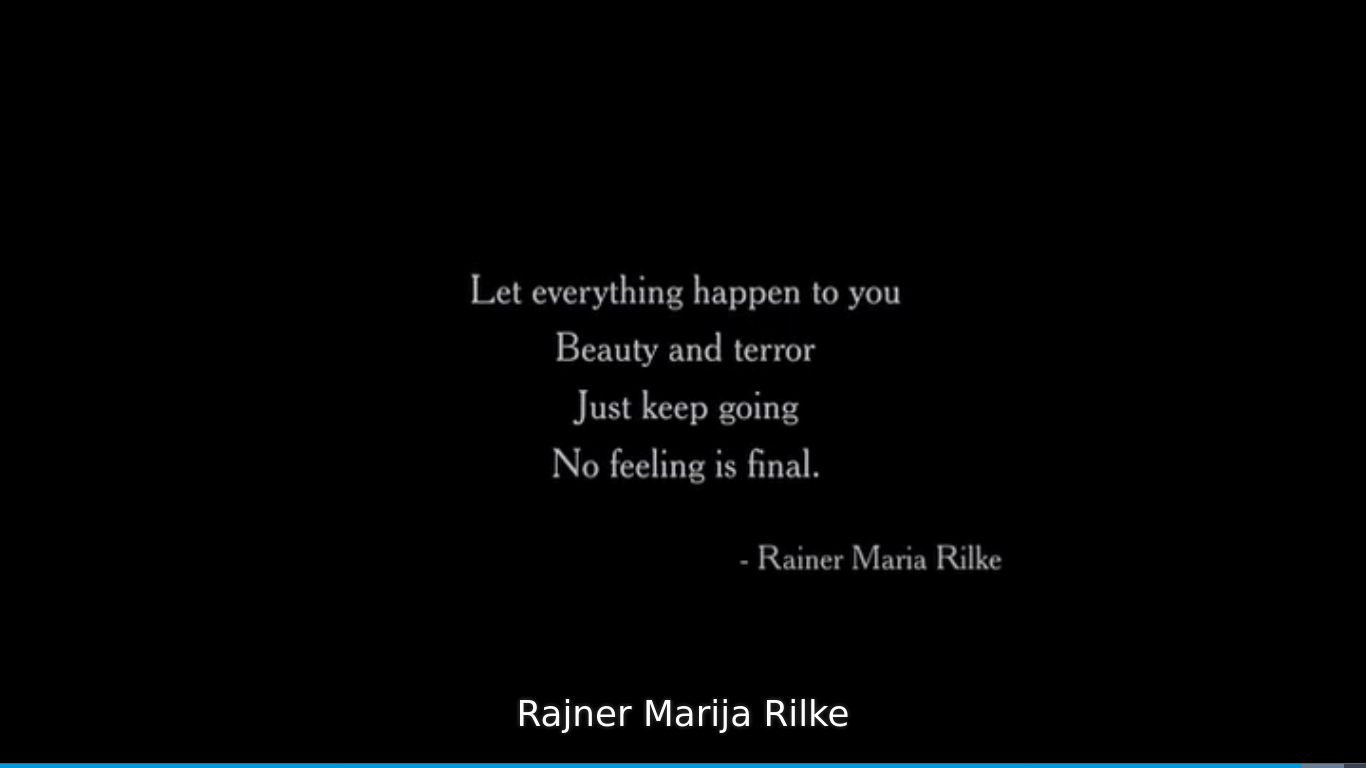 Let everything happen to you
Beauty and terror
Just keep going
No feeling is final.
- Rainer Maria Rilke
Rajner Marija Rilke